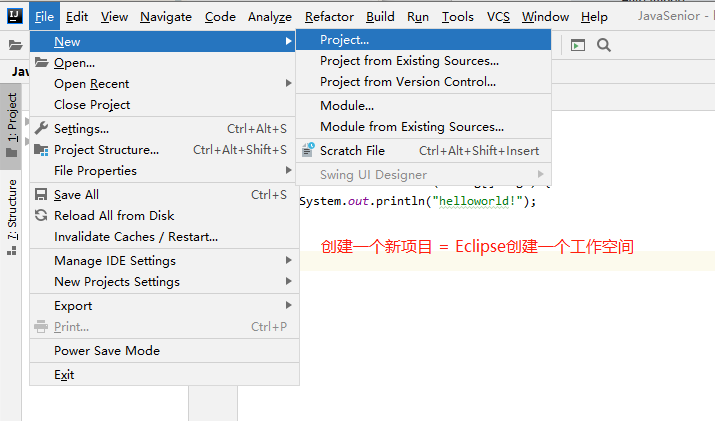 IJ File Edit View Navigate Code Analyze Refactor Build Run Tools VCS Window Help JavaSenior -
New
Open...
Open Recent
Close Project
Settings... Ctrl+Alt+S
Project Structure... Ctrl+Alt+Shift+S
File Properties
Save All Ctrl+S
Reload All from Disk
Invalidate Caches / Restart...
Manage IDE Settings
New Projects Settings
Export
Print... Ctrl+P
Power Save Mode
Exit
Project...
Project from Existing Sources...
Project from Version Control...
Module...
Module from Existing Sources...
Scratch File Ctrl+Alt+Shift+Insert
Swing UI Designer
1: Project
7: Structure
System.out.println("helloworld!");
创建一个新项目 = Eclipse创建一个工作空间